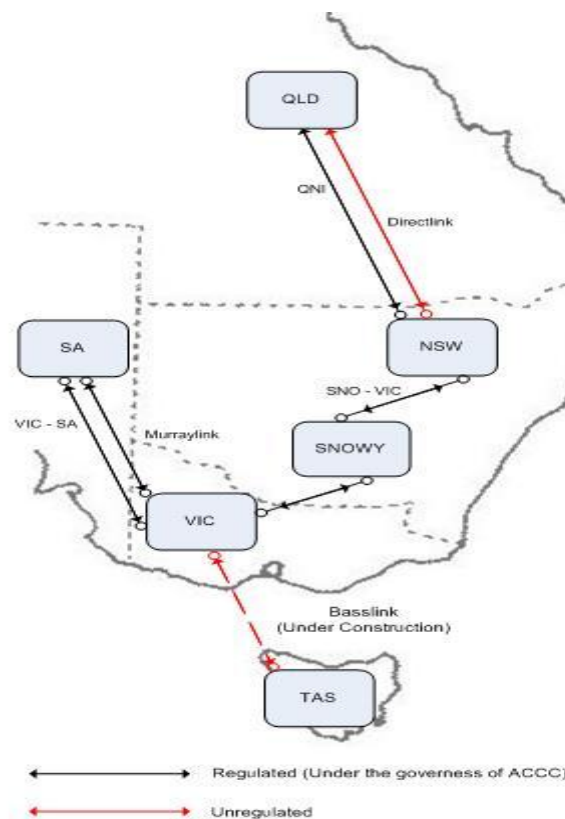 QLD
QNI
Directlink
SA
NSW
SNO - VIC
VIC - SA
Murraylink
SNOWY
VIC
Basslink
(Under Construction)
TAS
Regulated (Under the governess of ACCC)
Unregulated